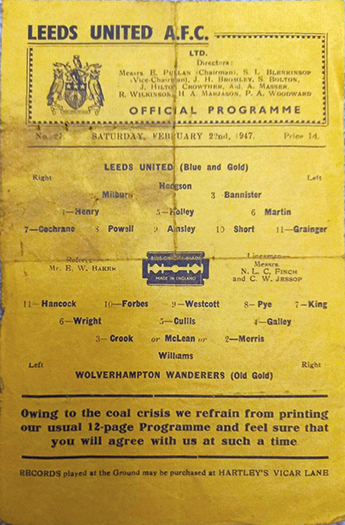 LEEDS UNITED A.F.C.
LTD.
Directors:
Messrs E. PULLAN (Chairman), S. L. BLENKINSOP
(Vice-Chairman), J. H. BROMLEY, S. BOLTON,
J. HILTON, CROWTHER, Ald. A. MASSER,
R. WILKINSON, H. A. MARJASON, P. A. WOODWARD
OFFICIAL PROGRAMME
No. SATURDAY, FEBRUARY 22nd, 1947. Price 1d.
LEEDS UNITED (Blue and Gold)
Right Hodgson Left
Milburn 3 Bannister
4—Henry 5—Holley 6 Martin
7—Cochrane 8 Powell 9 Ainsley 10 Short 11—Grainger
Referee: Linesmen—
Mr. E. W. BAKER Messrs.
N. L. C. FINCH
and C. W. JESSOP
MADE IN ENGLAND
11—Hancock 10—Forbes 9—Westcott 8—Pye 7—King
6—Wright 5—Cullis 4—Galley
3—Crook or McLean or 2—Morris
Williams
Left Right
WOLVERHAMPTON WANDERERS (Old Gold)
Owing to the coal crisis we refrain from printing
our usual 12-page Programme and feel sure that
you will agree with us at such a time
RECORDS played at the Ground may be purchased at HARTLEY'S VICAR LANE